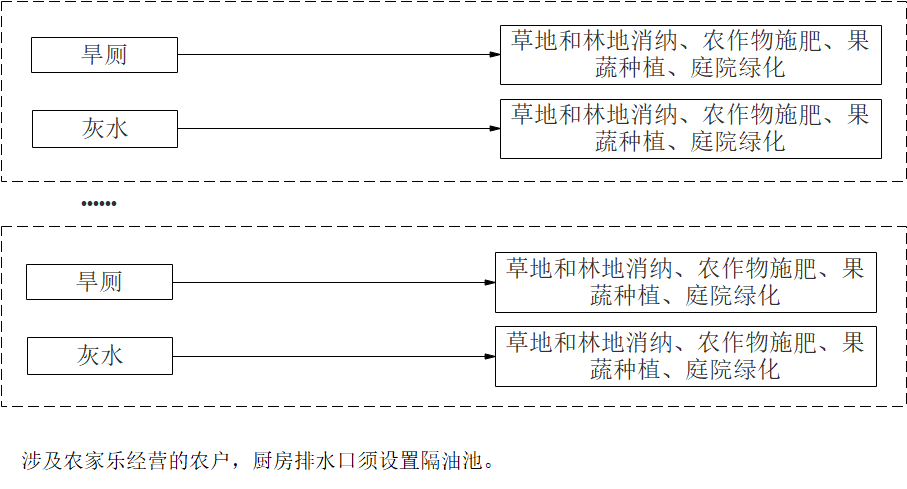 旱厕
草地和林地消纳、农作物施肥、果
蔬种植、庭院绿化
灰水
草地和林地消纳、农作物施肥、果
蔬种植、庭院绿化
••••••
旱厕
草地和林地消纳、农作物施肥、果
蔬种植、庭院绿化
灰水
草地和林地消纳、农作物施肥、果
蔬种植、庭院绿化
涉及农家乐经营的农户，厨房排水口须设置隔油池。